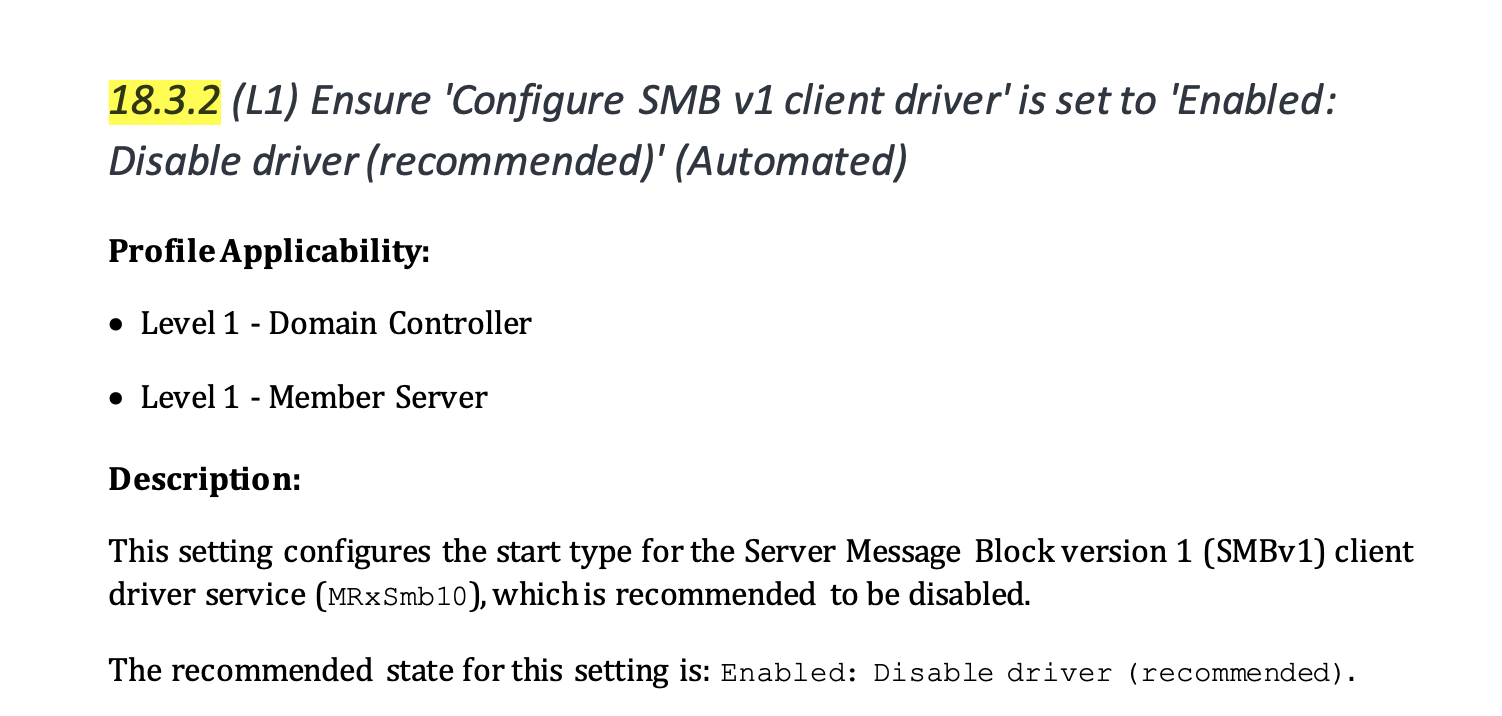 18.3.2 (L1) Ensure 'Configure SMB v1 client driver' is set to 'Enabled:
Disable driver (recommended)' (Automated)
Profile Applicability:
• Level 1 - Domain Controller
• Level 1 - Member Server
Description:
This setting configures the start type for the Server Message Block version 1 (SMBv1) client
driver service (MRxSmb10), which is recommended to be disabled.
The recommended state for this setting is: Enabled: Disable driver (recommended).